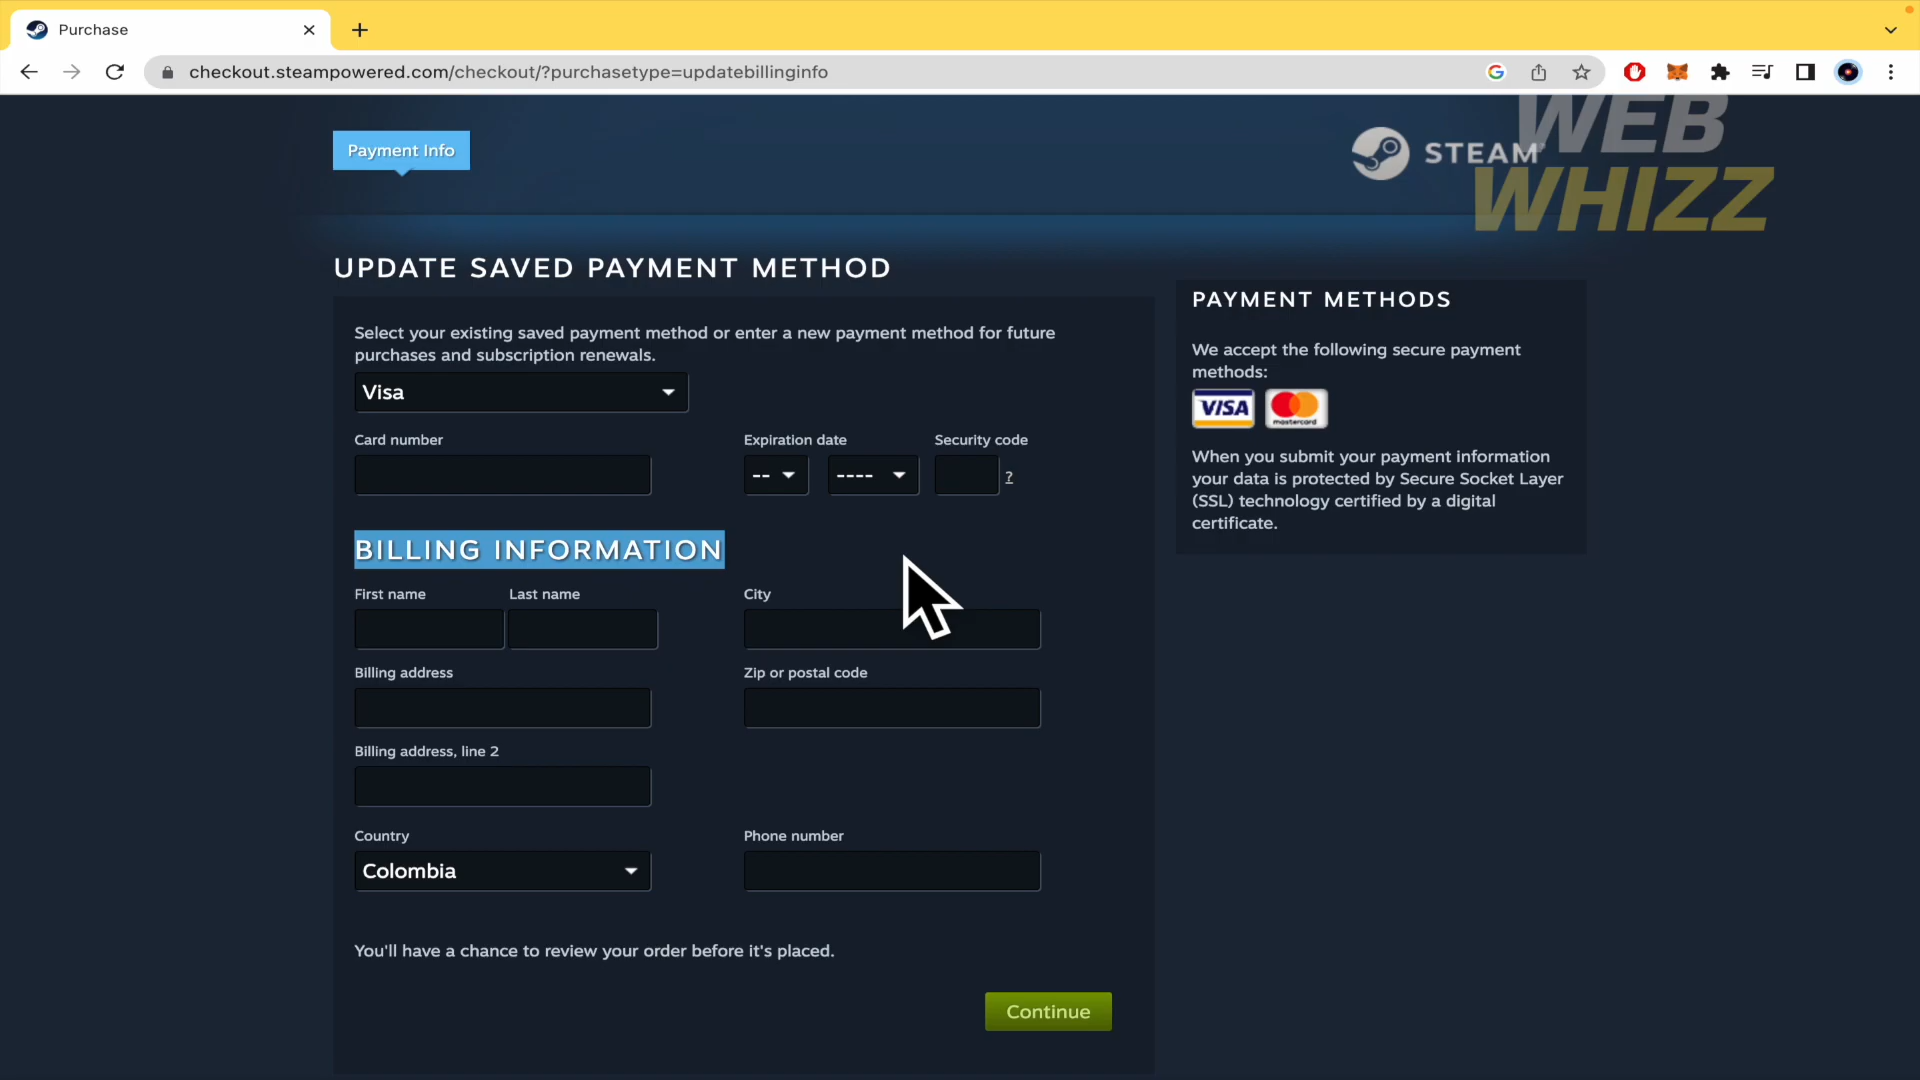 Purchase
checkout.steampowered.com/checkout/?purchasetype=updatebillinginfo
Payment Info
STEAM
WEB
WHIZZ
UPDATE SAVED PAYMENT METHOD
Select your existing saved payment method or enter a new payment method for future
purchases and subscription renewals.
Visa
Card number
Expiration date
Security code
--
----
?
BILLING INFORMATION
First name
Last name
City
Billing address
Zip or postal code
Billing address, line 2
Country
Phone number
Colombia
You'll have a chance to review your order before it's placed.
Continue
PAYMENT METHODS
We accept the following secure payment
methods:
VISA
mastercard
When you submit your payment information
your data is protected by Secure Socket Layer
(SSL) technology certified by a digital
certificate.